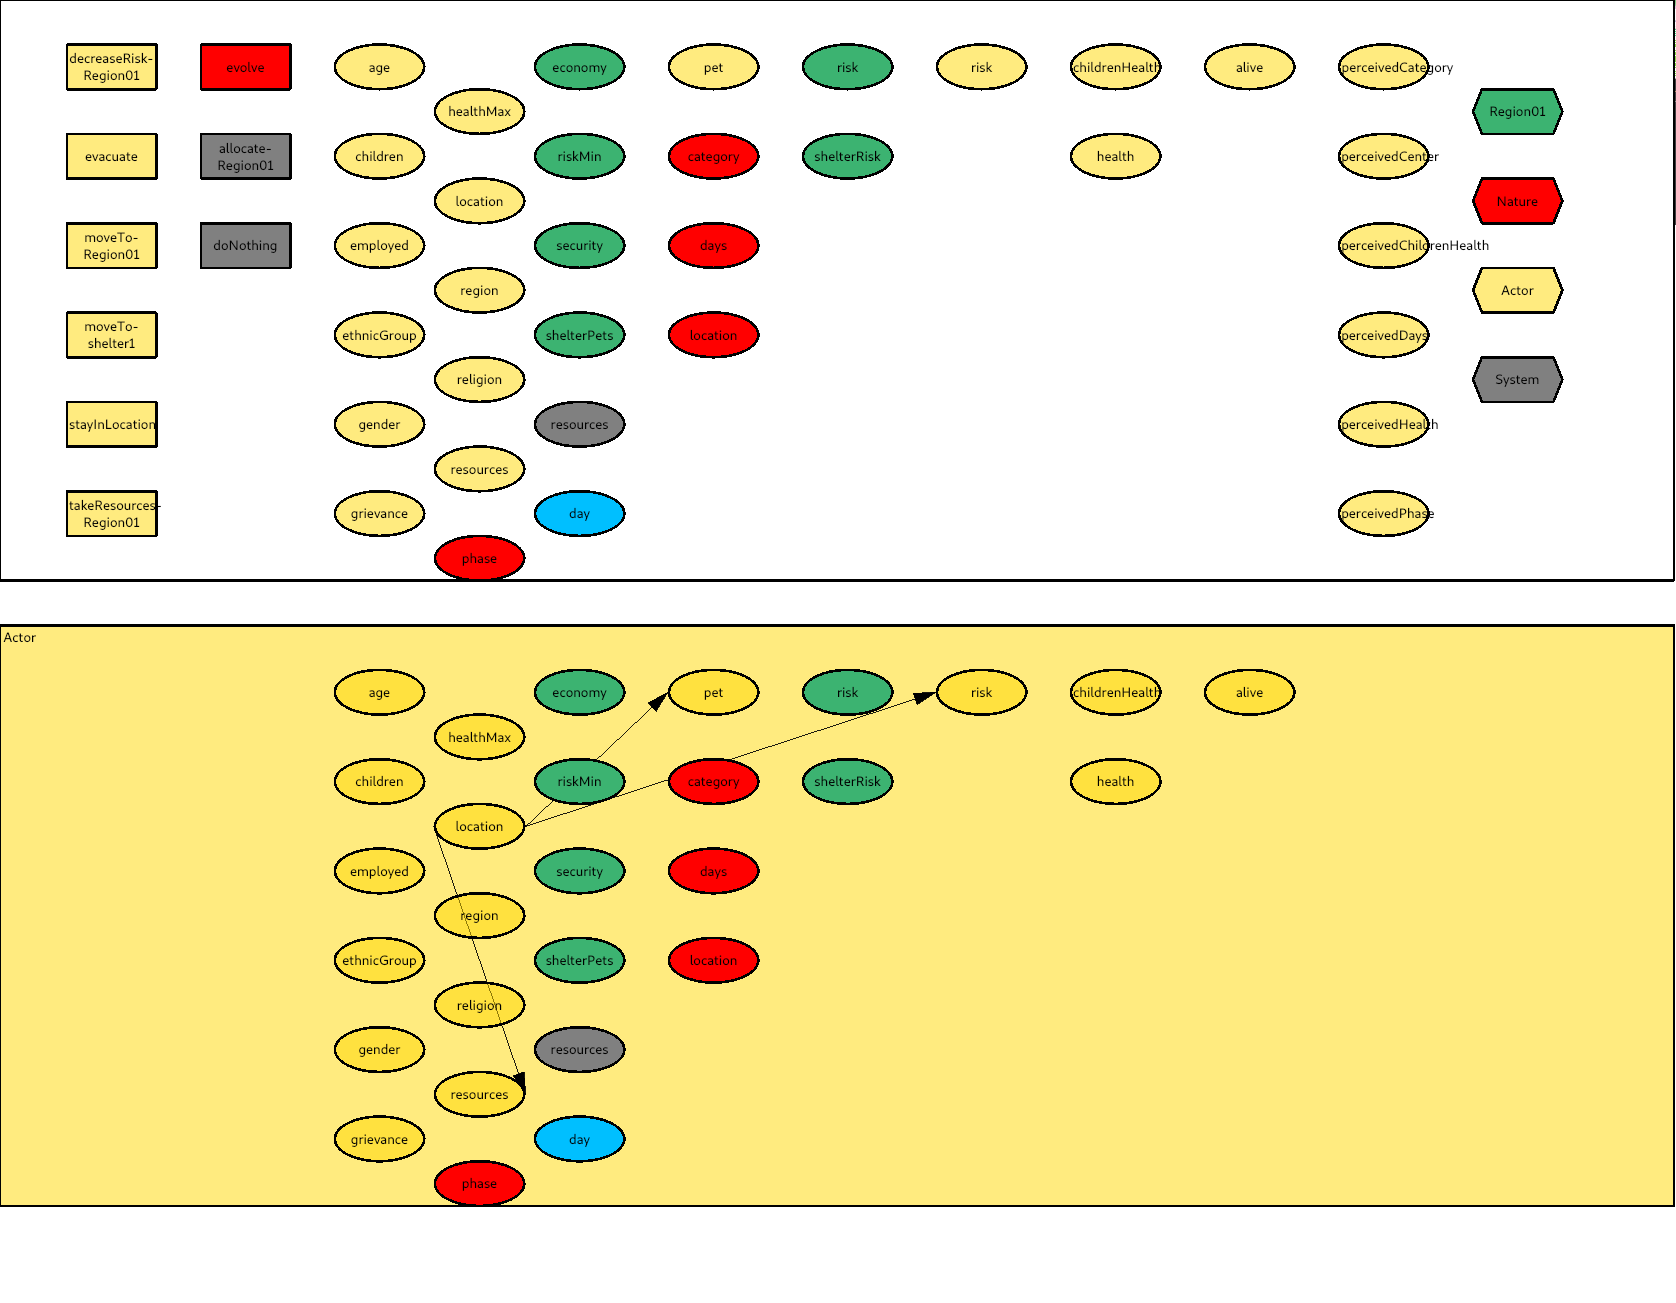 decreaseRisk-
Region01
evolve
age
economy
pet
risk
risk
childrenHealth
alive
perceivedCategory
healthMax
Region01
evacuate
allocate-
Region01
children
riskMin
category
shelterRisk
health
perceivedCenter
location
Nature
moveTo-
Region01
doNothing
employed
security
days
perceivedChildrenHealth
region
Actor
moveTo-
shelter1
ethnicGroup
shelterPets
location
perceivedDays
religion
System
stayInLocation
gender
resources
perceivedHealth
resources
takeResources-
Region01
grievance
day
perceivedPhase
phase
Actor
age
economy
pet
risk
risk
childrenHealth
alive
healthMax
children
riskMin
category
shelterRisk
health
location
employed
security
days
region
ethnicGroup
shelterPets
location
religion
gender
resources
resources
grievance
day
phase